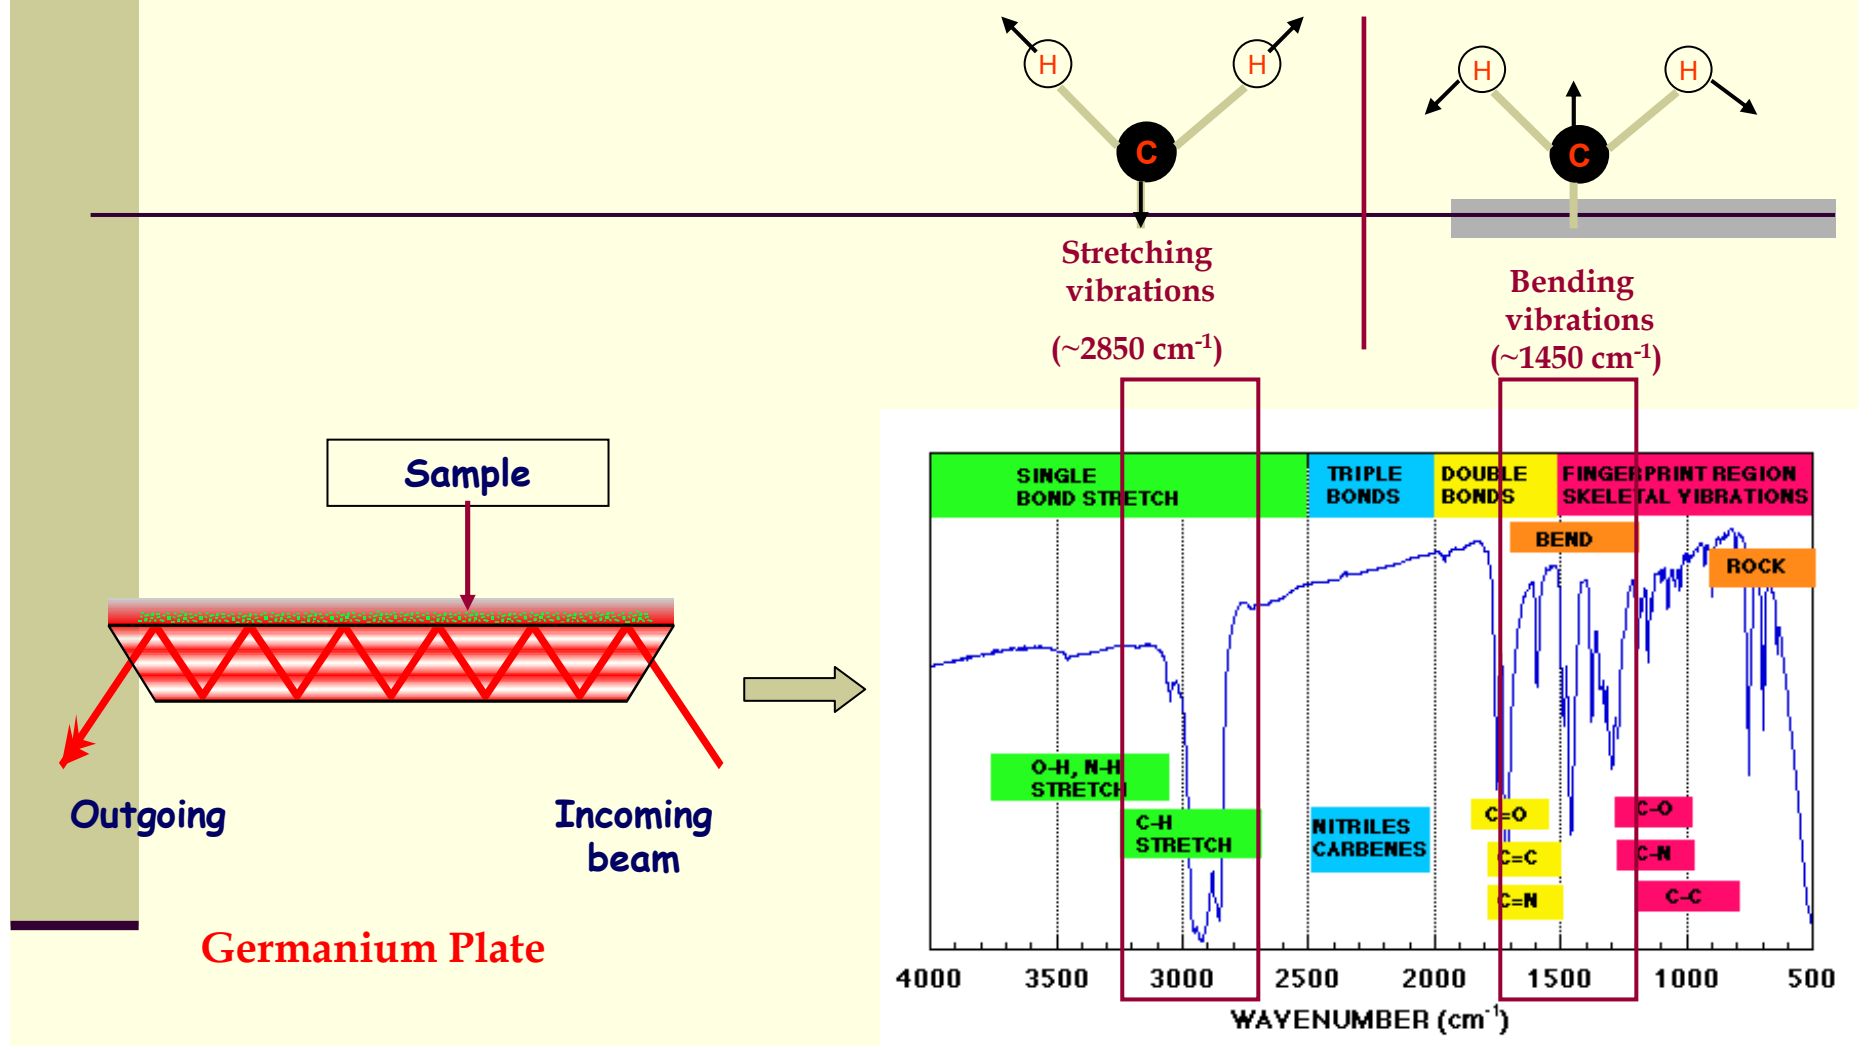 H
H
C
H
H
C
Stretching
vibrations
(~2850 cm⁻¹)
Bending
vibrations
(~1450 cm⁻¹)
Sample
Outgoing
Incoming
beam
Germanium Plate
SINGLE
BOND STRETCH
TRIPLE
BONDS
DOUBLE
BONDS
FINGERPRINT REGION
SKELETAL VIBRATIONS
BEND
ROCK
O-H, N-H
STRETCH
C-H
STRETCH
NITRILES
CARBENES
C=O
C=C
C=N
C-O
C-N
C-C
4000 3500 3000 2500 2000 1500 1000 500
WAVENUMBER (cm⁻¹)